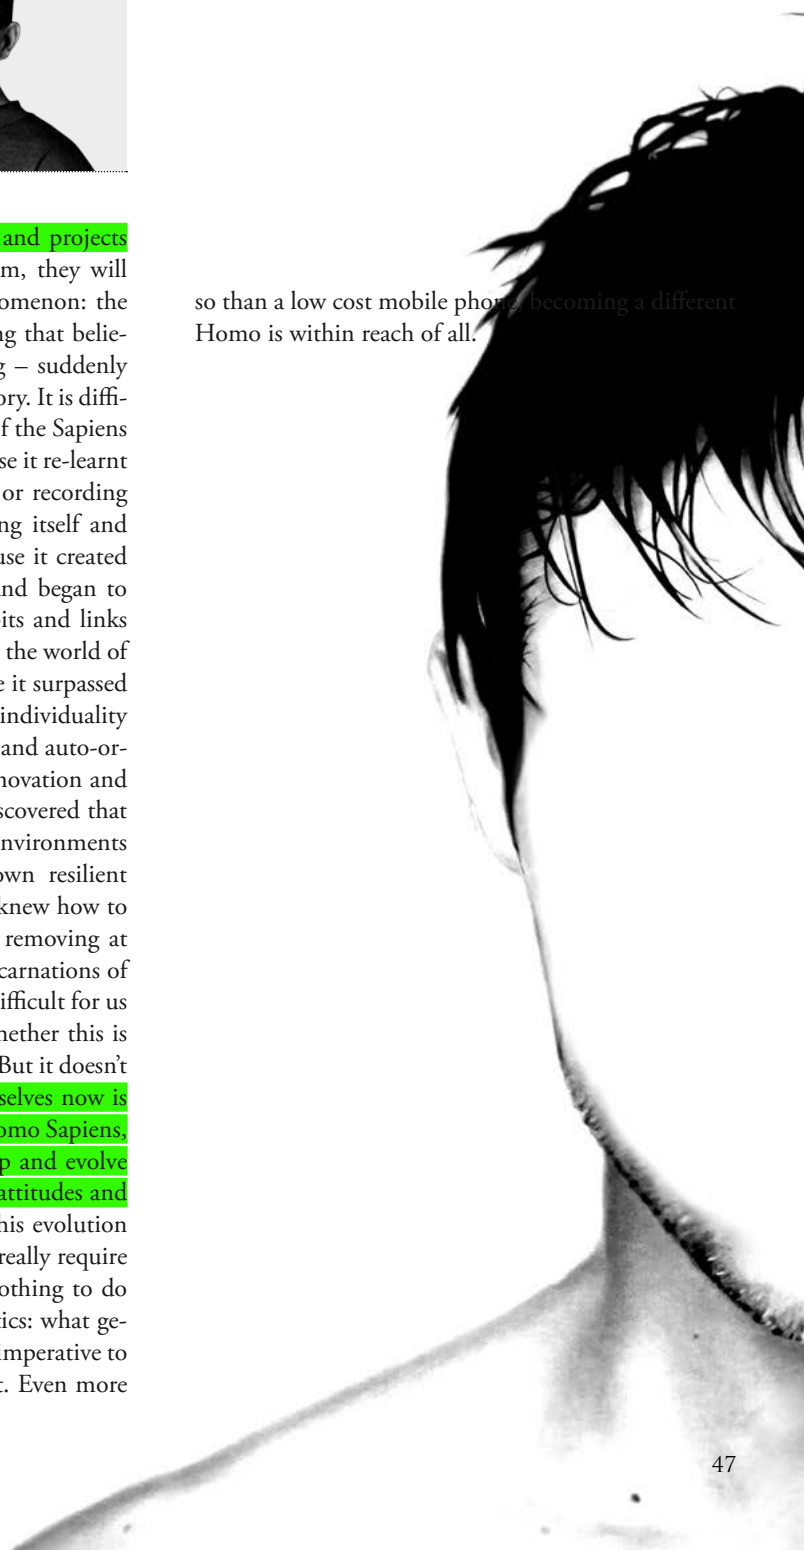 and projects
m, they will
omenon: the
ng that belie-
g – suddenly
ory. It is diffi-
f the Sapiens
se it re-learnt
or recording
ng itself and
use it created
nd began to
its and links
the world of
e it surpassed
individuality
and auto-or-
novation and
scovered that
nvironments
own resilient
knew how to
removing at
carnations of
ifficult for us
hether this is
But it doesn’t
selves now is
omo Sapiens,
p and evolve
attitudes and
his evolution
really require
othing to do
tics: what ge-
imperative to
t. Even more
so than a low cost mobile phone, becoming a different
Homo is within reach of all.
47